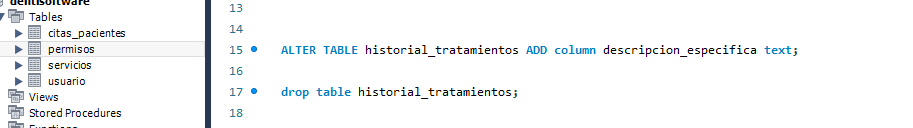 dentisoftware
Tables
citas_pacientes
permisos
servicios
usuario
Views
Stored Procedures
Functions
13
14
15 ALTER TABLE historial_tratamientos ADD column descripcion_especifica text;
16
17 drop table historial_tratamientos;
18